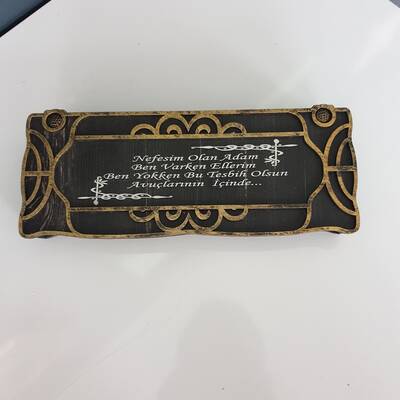 Nefesim Olan Adam
Ben Varken Ellerim
Ben Yokken Bu Tesbih Olsun
Avuçlarının İçinde...